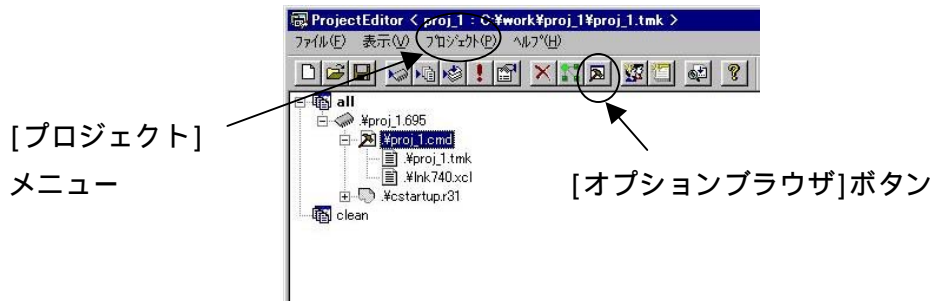 ProjectEditor < proj_1 : C:¥work¥proj_1¥proj_1.tmk >
ファイル(F) 表示(V) プロジェクト(P) ヘルプ(H)
all
.¥proj_1.695
.¥proj_1.cmd
.¥proj_1.tmk
.¥lnk740.xcl
.¥cstartup.r31
clean
[プロジェクト]
メニュー
[オプションブラウザ]ボタン